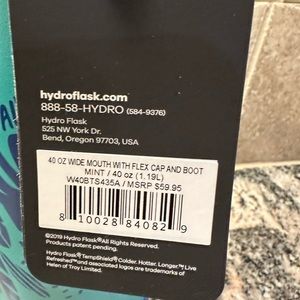 hydroflask.com
888-58-HYDRO (584-9376)
Hydro Flask
525 NW York Dr.
Bend, Oregon 97703, USA
40 OZ WIDE MOUTH WITH FLEX CAP AND BOOT
MINT / 40 oz (1.19L)
W40BTS435A / MSRP $59.95
8 10028 84082 9
©2019 Hydro Flask® All Rights Reserved.
Products patent pending.
Hydro Flask,® TempShield,® Colder. Hotter. Longer.™ Live
Refreshed™ and associated logos are trademarks of
Helen of Troy Limited.